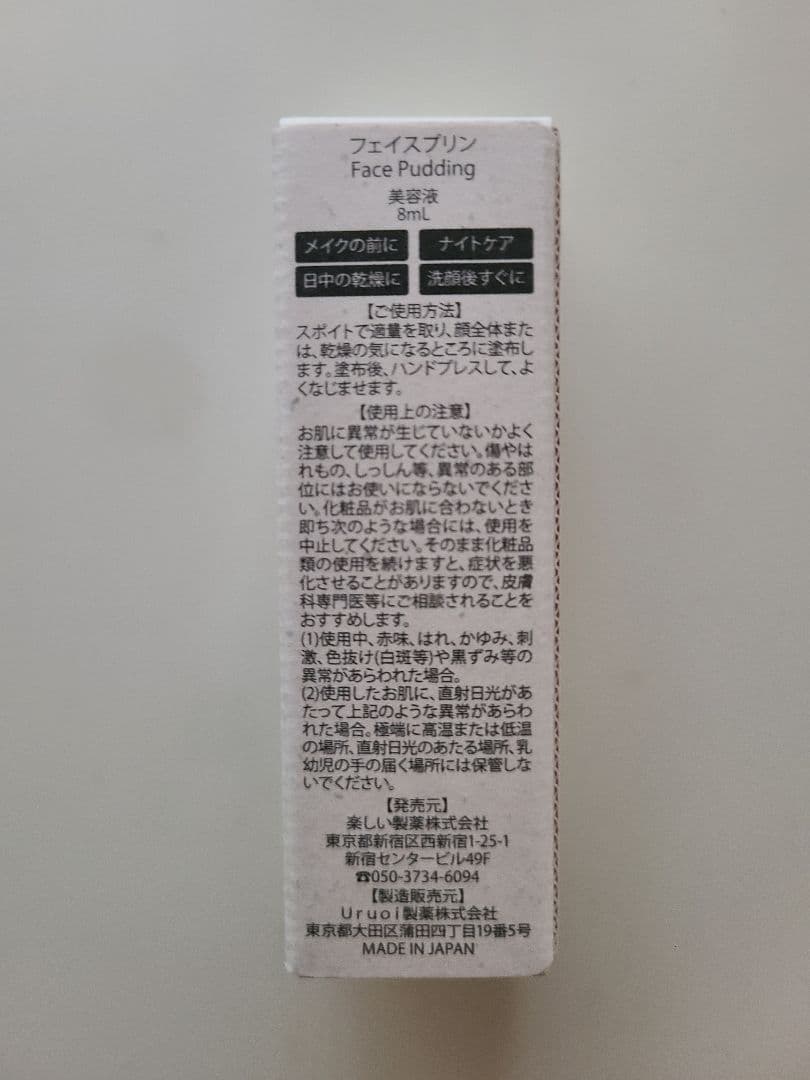 フェイスプリン
Face Pudding
美容液
8mL
メイクの前に ナイトケア
日中の乾燥に 洗顔後すぐに
【ご使用方法】
スポイトで適量を取り、顔全体また
は、乾燥の気になるところに塗布し
ます。塗布後、ハンドプレスして、よ
くなじませます。
【使用上の注意】
お肌に異常が生じていないかよく
注意して使用してください。傷やは
れもの、しっしん等、異常のある部
位にはお使いにならないでくださ
い。化粧品がお肌に合わないとき
即ち次のような場合には、使用を
中止してください。そのまま化粧品
類の使用を続けますと、症状を悪
化させることがありますので、皮膚
科専門医等にご相談されることを
おすすめします。
(1)使用中、赤味、はれ、かゆみ、刺
激、色抜け(白斑等)や黒ずみ等の
異常があらわれた場合。
(2)使用したお肌に、直射日光があ
たって上記のような異常があらわ
れた場合。極端に高温または低温
の場所、直射日光のあたる場所、乳
幼児の手の届く場所には保管しな
いでください。
【発売元】
楽しい製薬株式会社
東京都新宿区西新宿1-25-1
新宿センタービル49F
☎050-3734-6094
【製造販売元】
Uruoi製薬株式会社
東京都大田区蒲田四丁目19番5号
MADE IN JAPAN